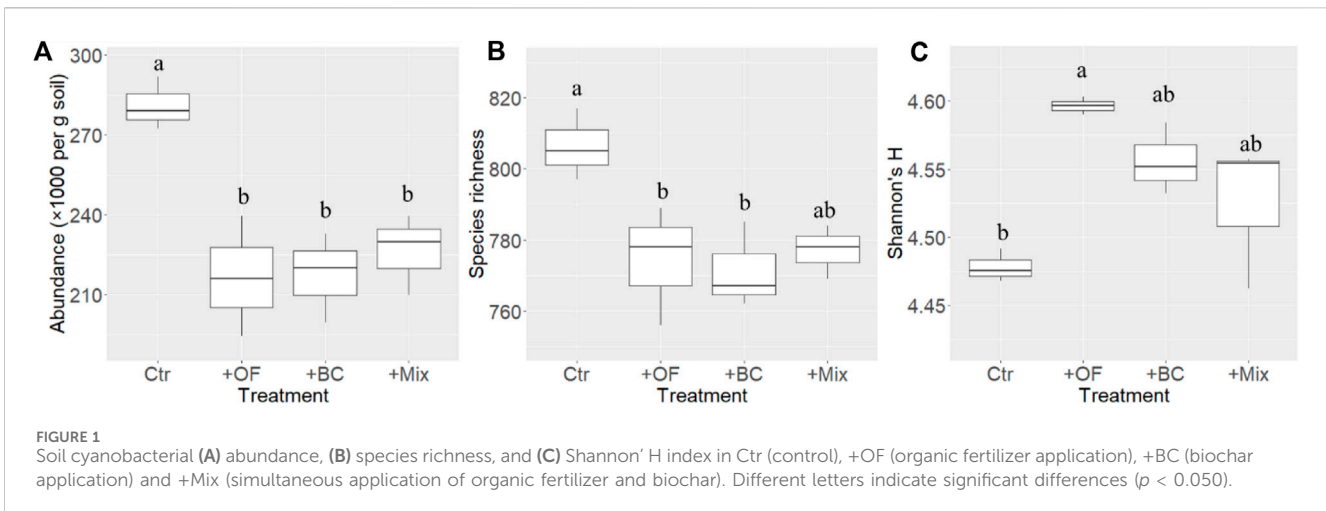 A
Abundance (×1000 per g soil)
300
270
240
210
a
b
b
b
Ctr
+OF
+BC
+Mix
Treatment
B
Species richness
820
800
780
760
a
b
b
ab
Ctr
+OF
+BC
+Mix
Treatment
C
Shannon's H
4.60
4.55
4.50
4.45
b
a
ab
ab
Ctr
+OF
+BC
+Mix
Treatment
FIGURE 1
Soil cyanobacterial (A) abundance, (B) species richness, and (C) Shannon' H index in Ctr (control), +OF (organic fertilizer application), +BC (biochar
application) and +Mix (simultaneous application of organic fertilizer and biochar). Different letters indicate significant differences (p < 0.050).